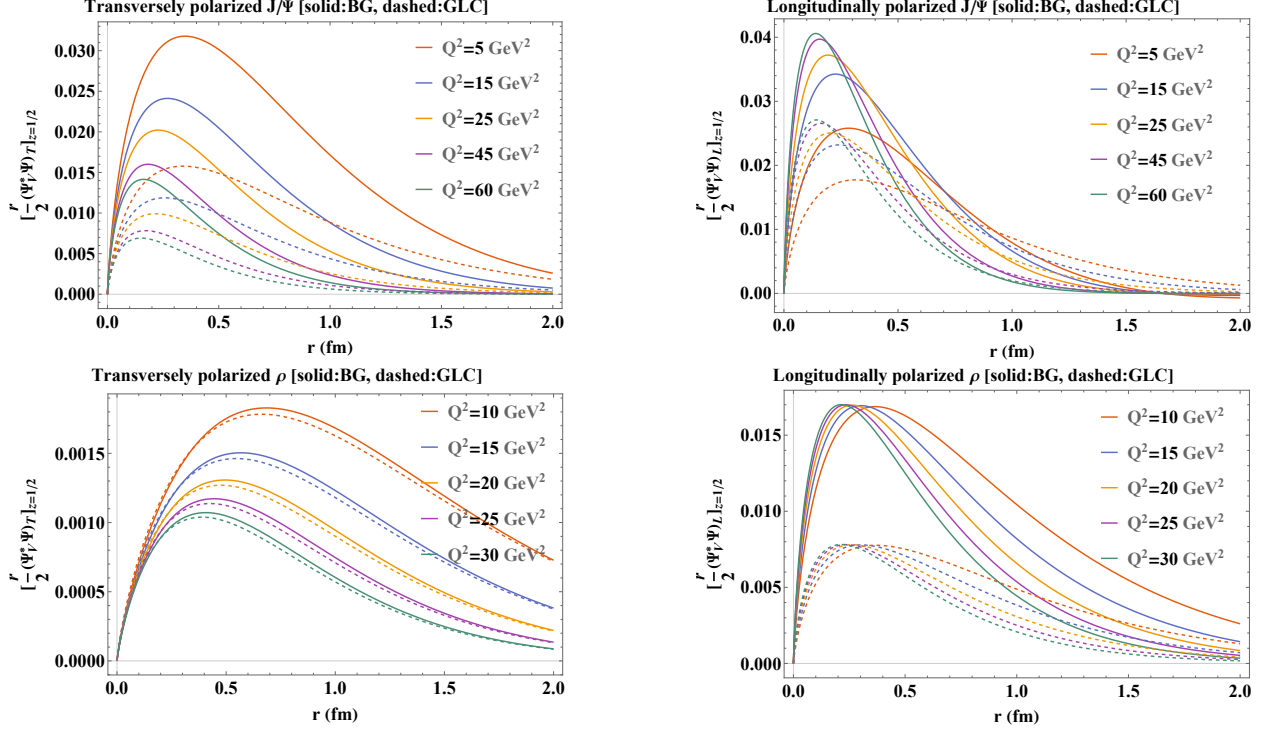 Transversely polarized J/Ψ [solid:BG, dashed:GLC]
[r/2 (Ψ*_V Ψ)_T]_{z=1/2}
0.030
0.025
0.020
0.015
0.010
0.005
0.000
Q²=5 GeV²
Q²=15 GeV²
Q²=25 GeV²
Q²=45 GeV²
Q²=60 GeV²
0.0 0.5 1.0 1.5 2.0
r (fm)
Longitudinally polarized J/Ψ [solid:BG, dashed:GLC]
[r/2 (Ψ*_V Ψ)_L]_{z=1/2}
0.04
0.03
0.02
0.01
0.00
Q²=5 GeV²
Q²=15 GeV²
Q²=25 GeV²
Q²=45 GeV²
Q²=60 GeV²
0.0 0.5 1.0 1.5 2.0
r (fm)
Transversely polarized ρ [solid:BG, dashed:GLC]
[r/2 (Ψ*_V Ψ)_T]_{z=1/2}
0.0015
0.0010
0.0005
0.0000
Q²=10 GeV²
Q²=15 GeV²
Q²=20 GeV²
Q²=25 GeV²
Q²=30 GeV²
0.0 0.5 1.0 1.5 2.0
r (fm)
Longitudinally polarized ρ [solid:BG, dashed:GLC]
[r/2 (Ψ*_V Ψ)_L]_{z=1/2}
0.015
0.010
0.005
0.000
Q²=10 GeV²
Q²=15 GeV²
Q²=20 GeV²
Q²=25 GeV²
Q²=30 GeV²
0.0 0.5 1.0 1.5 2.0
r (fm)